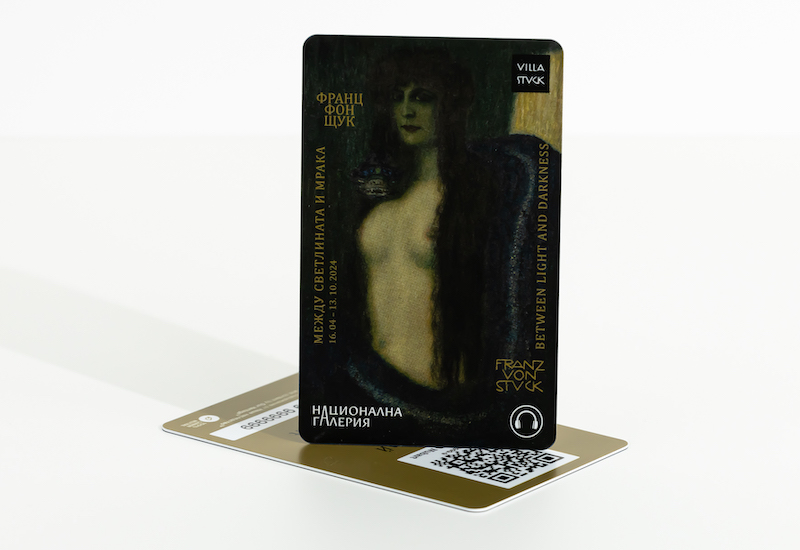 VILLA
STVCK
ФРАНЦ
ФОН
ЩУК
МЕЖДУ СВЕТЛИНАТА И МРАКА
16.04 – 13.10.2024
BETWEEN LIGHT AND DARKNESS
FRANZ
VON
STVCK
НАЦИОНАЛНА
ГАЛЕРИЯ